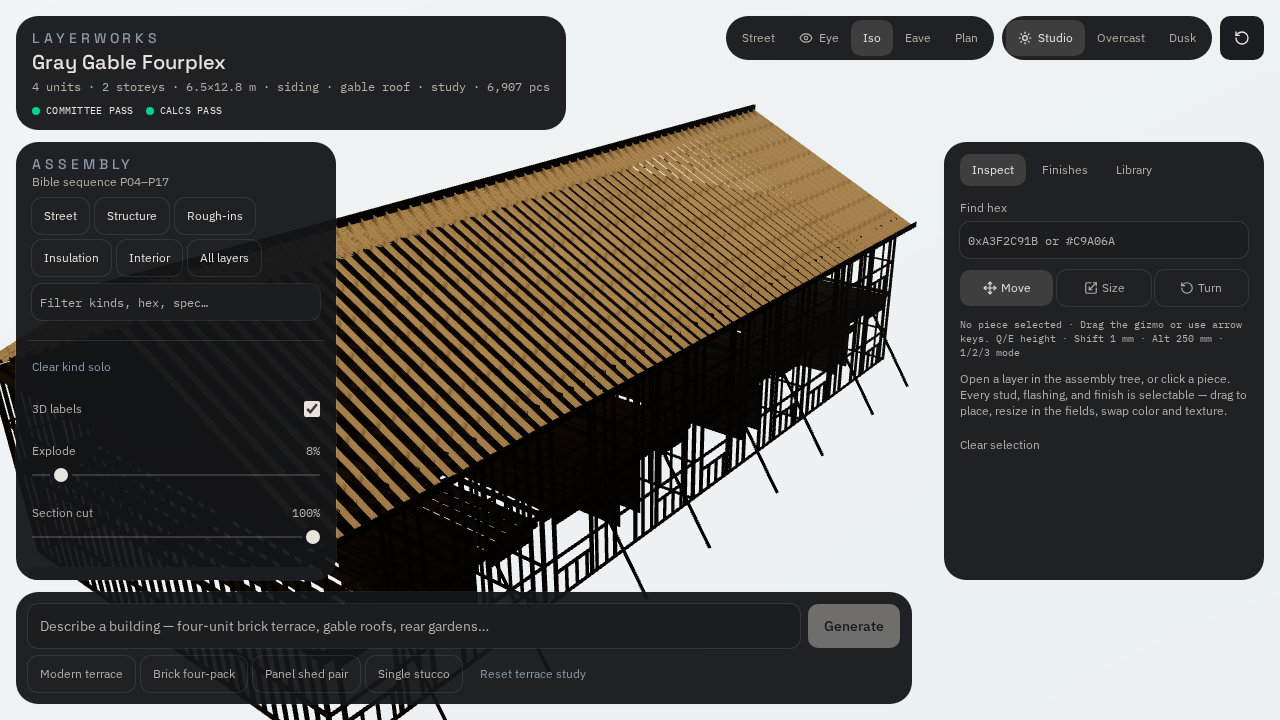 LAYERWORKS
Gray Gable Fourplex
4 units · 2 storeys · 6.5×12.8 m · siding · gable roof · study · 6,907 pcs
COMMITTEE PASS CALCS PASS
Street Eye Iso Eave Plan
Studio Overcast Dusk
ASSEMBLY
Bible sequence P04–P17
Street Structure Rough-ins
Insulation Interior All layers
Filter kinds, hex, spec…
Clear kind solo
3D labels
Explode 8%
Section cut 100%
Inspect Finishes Library
Find hex
0xA3F2C91B or #C9A06A
Move Size Turn
No piece selected · Drag the gizmo or use arrow
keys. Q/E height · Shift 1 mm · Alt 250 mm ·
1/2/3 mode
Open a layer in the assembly tree, or click a piece.
Every stud, flashing, and finish is selectable — drag to
place, resize in the fields, swap color and texture.
Clear selection
Describe a building — four-unit brick terrace, gable roofs, rear gardens…
Generate
Modern terrace Brick four-pack Panel shed pair Single stucco Reset terrace study